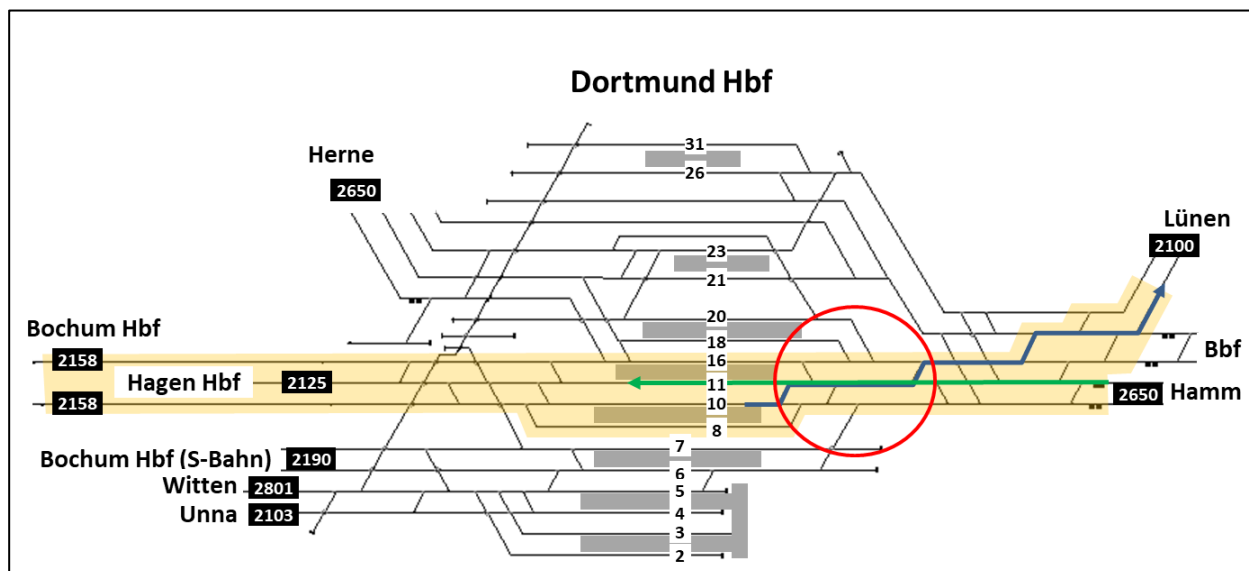 Dortmund Hbf
31
Herne
26
2650
Lünen
2100
23
21
20
Bochum Hbf
18
Bbf
2158
16
Hagen Hbf
2125
11
2650
Hamm
2158
10
8
7
Bochum Hbf (S-Bahn)
2190
6
Witten
2801
5
Unna
2103
4
3
2